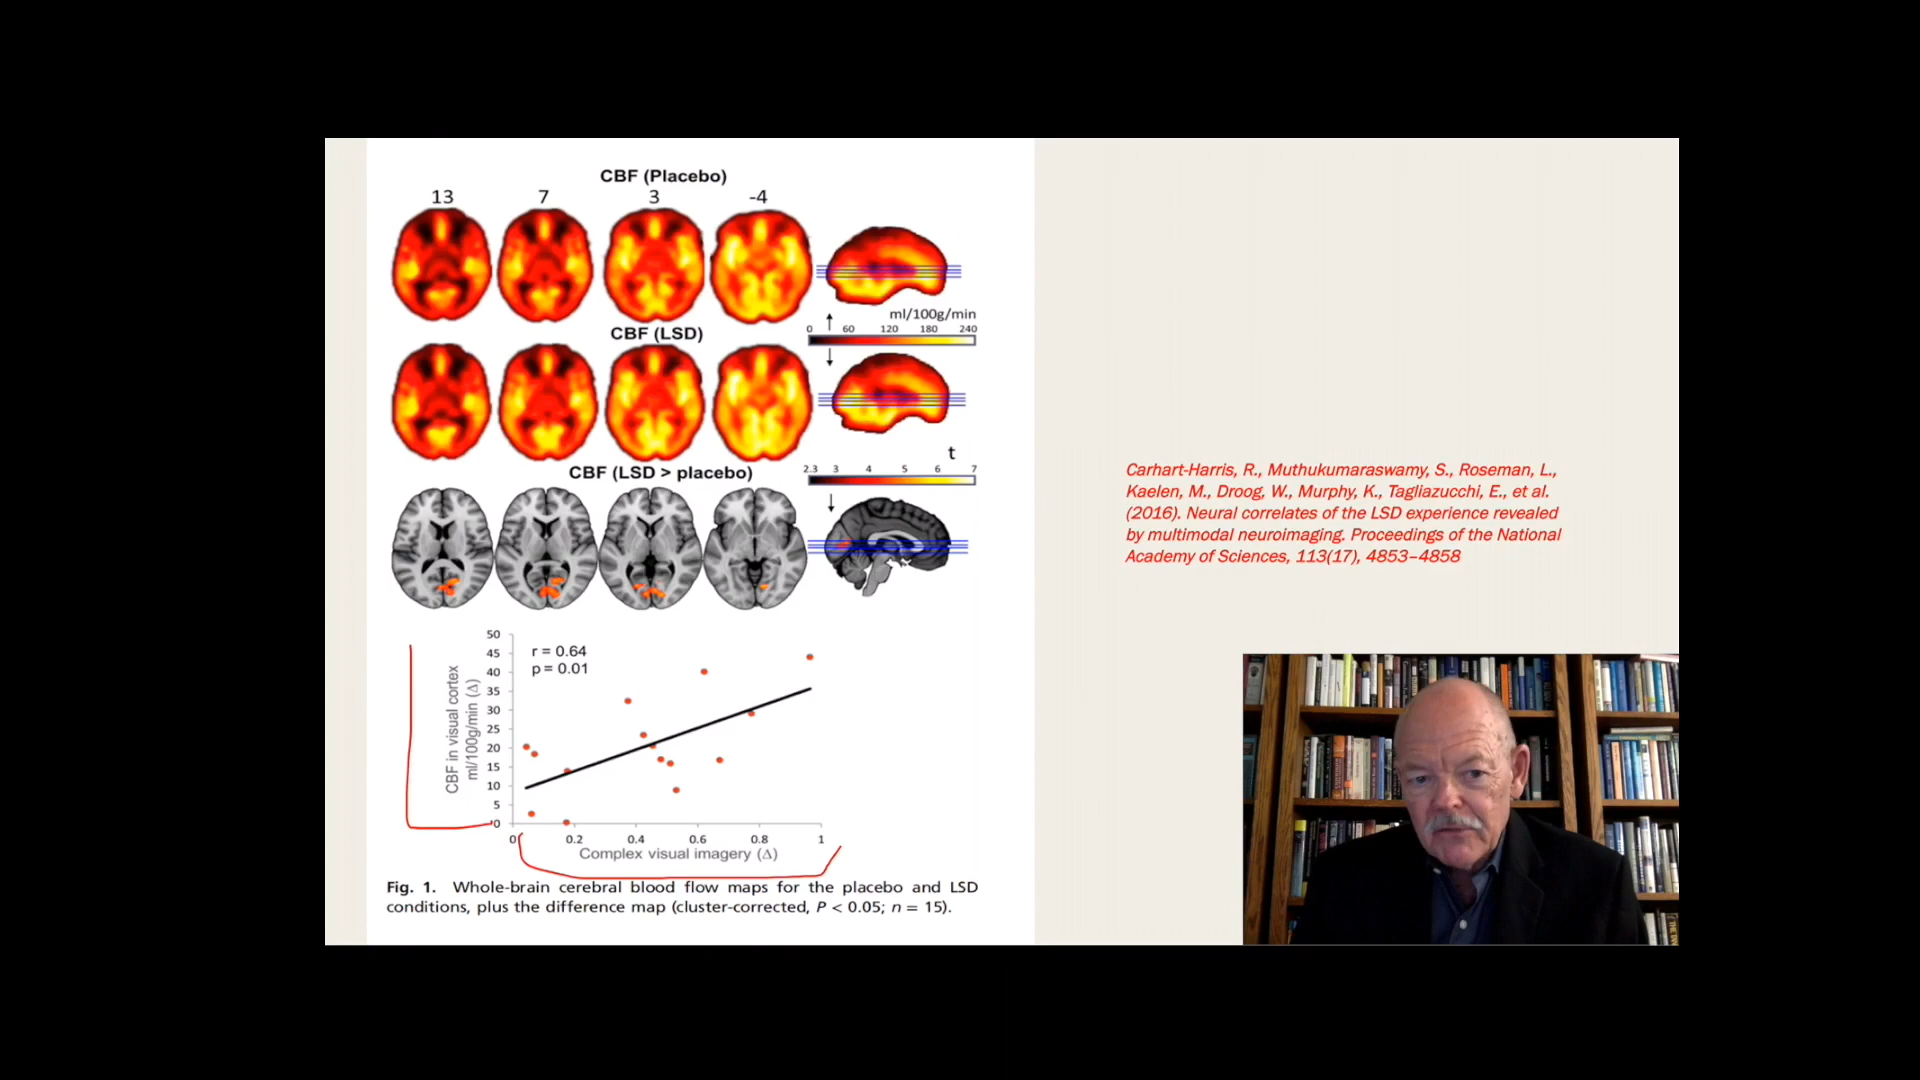 CBF (Placebo)
13 7 3 -4
ml/100g/min
0 60 120 180 240
CBF (LSD)
t
CBF (LSD > placebo)
2.3 3 4 5 6 7
50
45
40
35
30
25
20
15
10
5
0
r = 0.64
p = 0.01
CBF in visual cortex
ml/100g/min (Δ)
0 0.2 0.4 0.6 0.8 1
Complex visual imagery (Δ)
Fig. 1. Whole-brain cerebral blood flow maps for the placebo and LSD
conditions, plus the difference map (cluster-corrected, P < 0.05; n = 15).
Carhart-Harris, R., Muthukumaraswamy, S., Roseman, L.,
Kaelen, M., Droog, W., Murphy, K., Tagliazucchi, E., et al.
(2016). Neural correlates of the LSD experience revealed
by multimodal neuroimaging. Proceedings of the National
Academy of Sciences, 113(17), 4853–4858